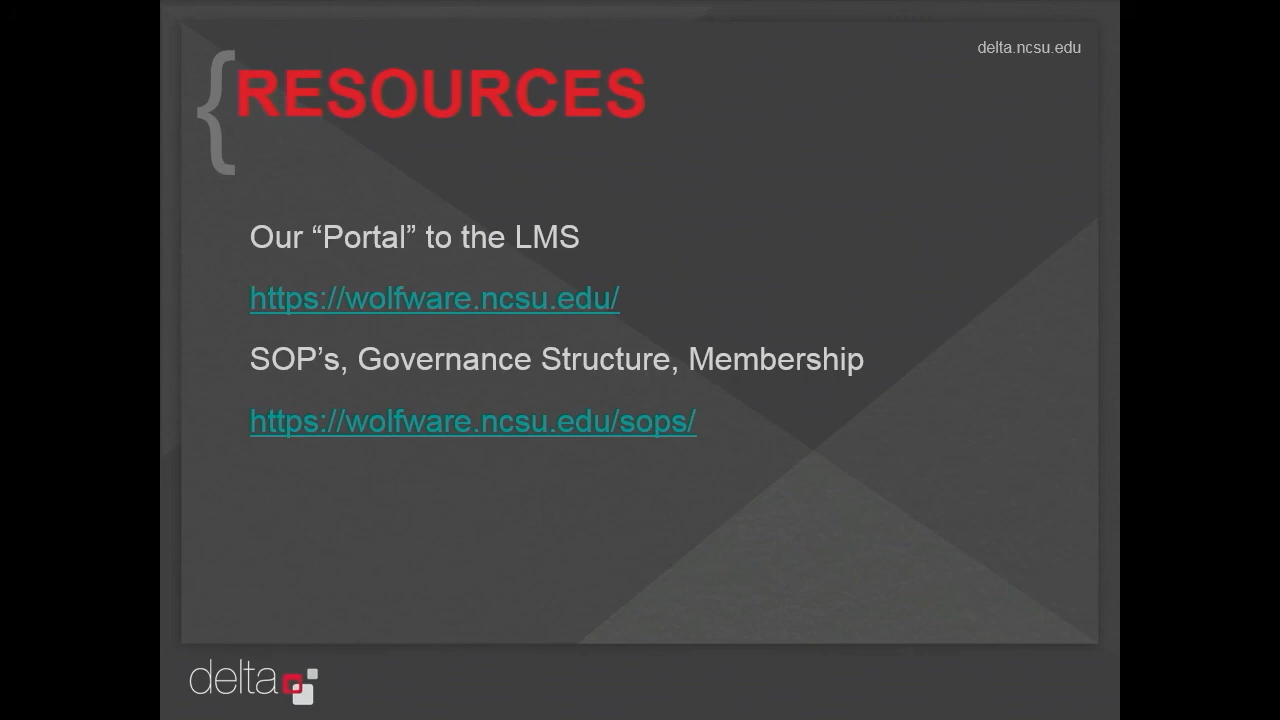 delta.ncsu.edu
{RESOURCES
Our “Portal” to the LMS
https://wolfware.ncsu.edu/
SOP’s, Governance Structure, Membership
https://wolfware.ncsu.edu/sops/
delta